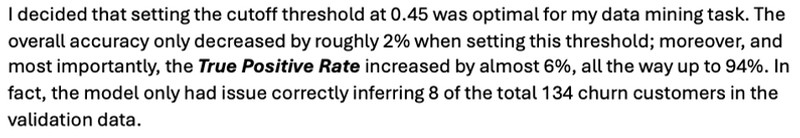 I decided that setting the cutoff threshold at 0.45 was optimal for my data mining task. The
overall accuracy only decreased by roughly 2% when setting this threshold; moreover, and
most importantly, the True Positive Rate increased by almost 6%, all the way up to 94%. In
fact, the model only had issue correctly inferring 8 of the total 134 churn customers in the
validation data.